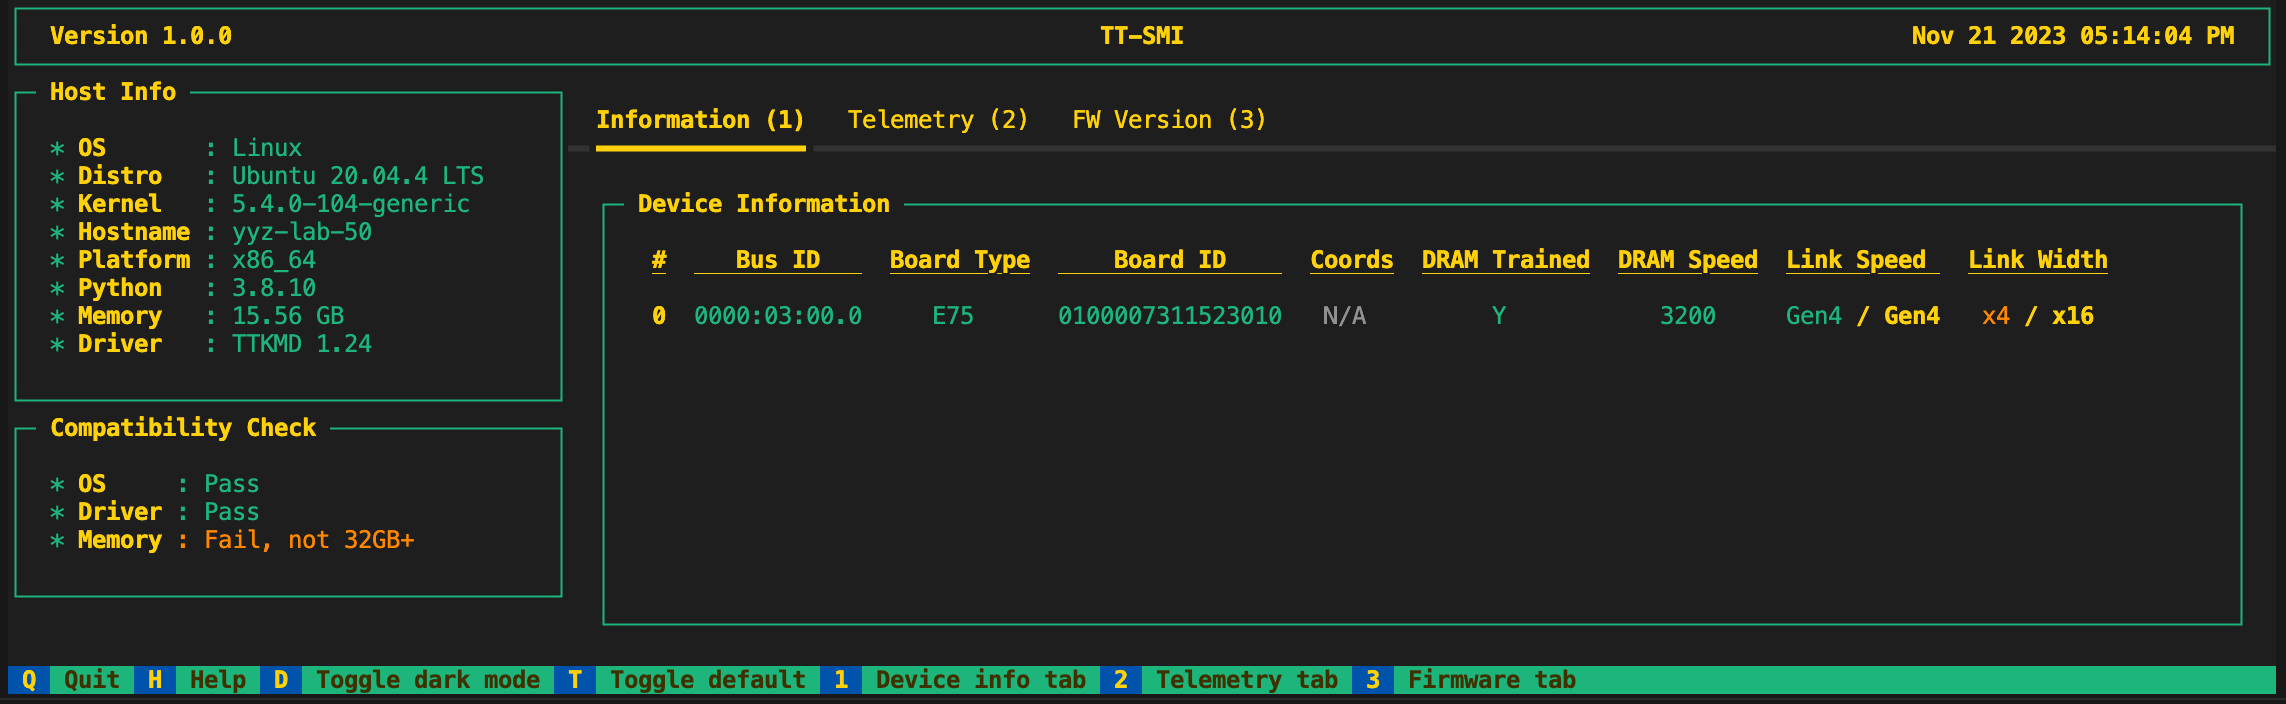 Version 1.0.0 TT-SMI Nov 21 2023 05:14:04 PM
Host Info
* OS : Linux
* Distro : Ubuntu 20.04.4 LTS
* Kernel : 5.4.0-104-generic
* Hostname : yyz-lab-50
* Platform : x86_64
* Python : 3.8.10
* Memory : 15.56 GB
* Driver : TTKMD 1.24
Compatibility Check
* OS : Pass
* Driver : Pass
* Memory : Fail, not 32GB+
Information (1) Telemetry (2) FW Version (3)
Device Information
# Bus ID Board Type Board ID Coords DRAM Trained DRAM Speed Link Speed Link Width
0 0000:03:00.0 E75 0100007311523010 N/A Y 3200 Gen4 / Gen4 x4 / x16
Q Quit H Help D Toggle dark mode T Toggle default 1 Device info tab 2 Telemetry tab 3 Firmware tab